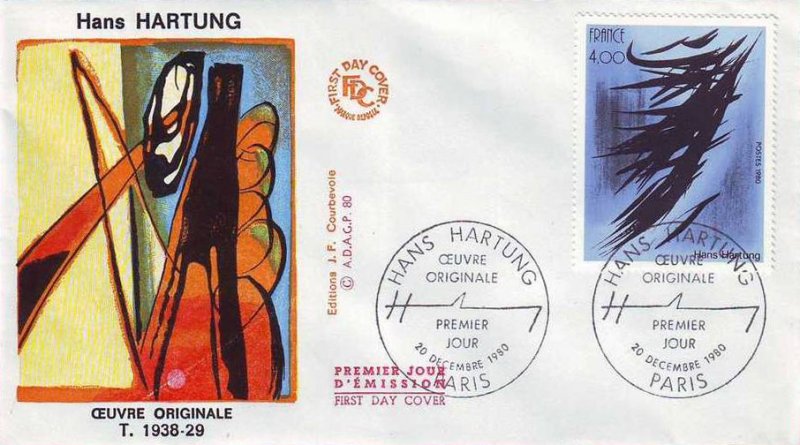 Hans HARTUNG
ŒUVRE ORIGINALE
T. 1938-29
FIRST DAY COVER
FDC
Editions J. F. Courbevoie
© A.D.A.G.P. 80
PREMIER JOUR
D'ÉMISSION
FIRST DAY COVER
FRANCE
4,00
POSTES 1980
Hans Hartung
HANS HARTUNG
ŒUVRE
ORIGINALE
PREMIER
JOUR
20 DECEMBRE 1980
PARIS
HANS HARTUNG
ŒUVRE
ORIGINALE
PREMIER
JOUR
20 DECEMBRE 1980
PARIS